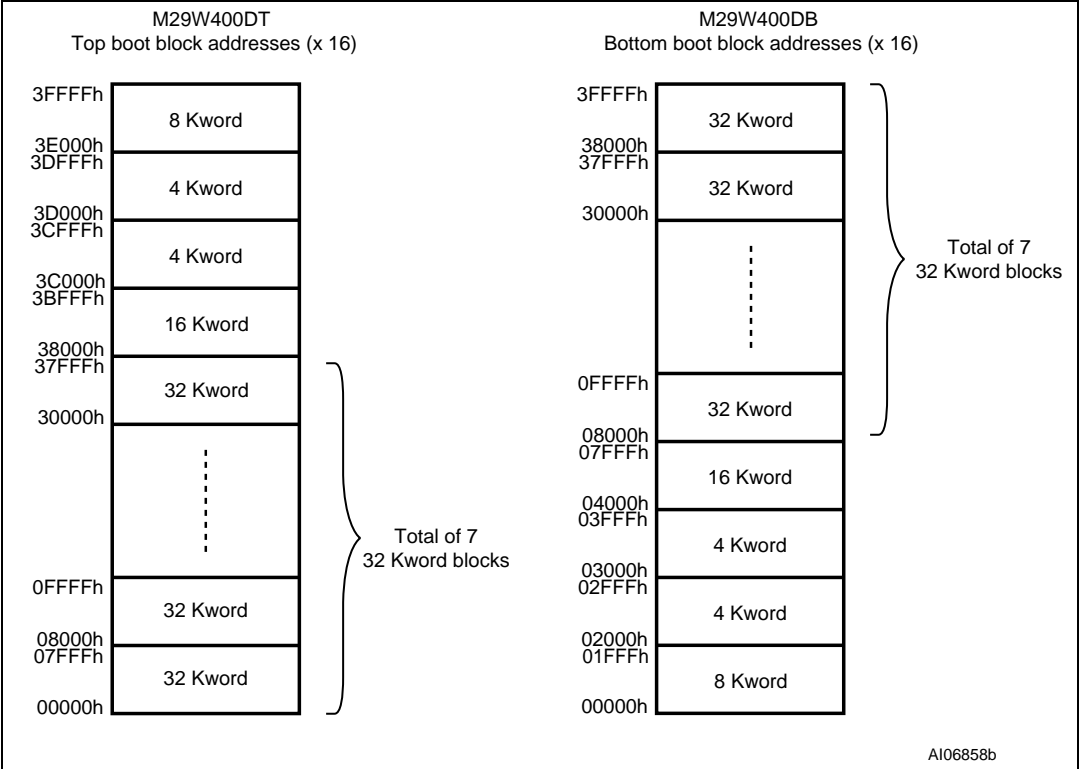 M29W400DT
Top boot block addresses (x 16)
3FFFFh
8 Kword
3E000h
3DFFFh
4 Kword
3D000h
3CFFFh
4 Kword
3C000h
3BFFFh
16 Kword
38000h
37FFFh
32 Kword
30000h
Total of 7
32 Kword blocks
0FFFFh
32 Kword
08000h
07FFFh
32 Kword
00000h
M29W400DB
Bottom boot block addresses (x 16)
3FFFFh
32 Kword
38000h
37FFFh
32 Kword
30000h
Total of 7
32 Kword blocks
0FFFFh
32 Kword
08000h
07FFFh
16 Kword
04000h
03FFFh
4 Kword
03000h
02FFFh
4 Kword
02000h
01FFFh
8 Kword
00000h
AI06858b